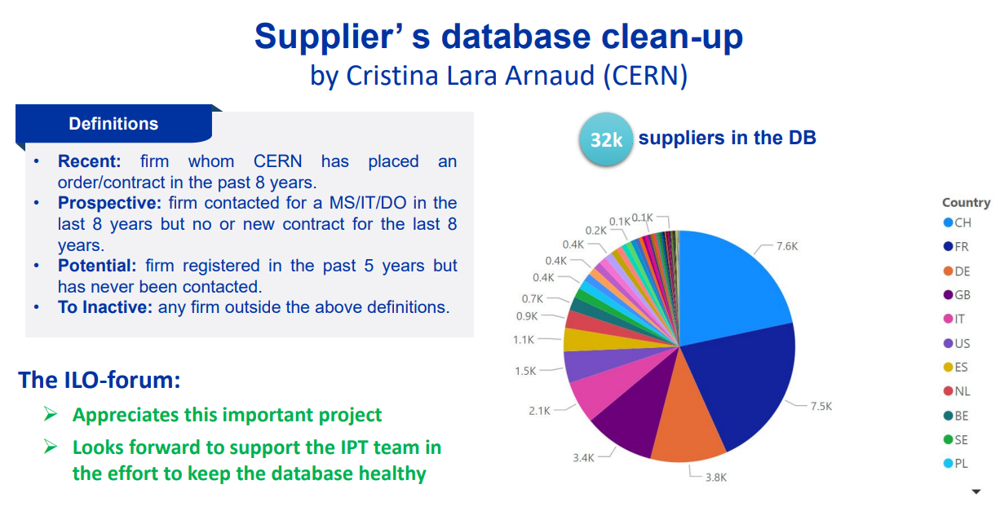 Supplier’ s database clean-up
by Cristina Lara Arnaud (CERN)
Definitions
• Recent: firm whom CERN has placed an
order/contract in the past 8 years.
• Prospective: firm contacted for a MS/IT/DO in the
last 8 years but no or new contract for the last 8
years.
• Potential: firm registered in the past 5 years but
has never been contacted.
• To Inactive: any firm outside the above definitions.
The ILO-forum:
➢ Appreciates this important project
➢ Looks forward to support the IPT team in
the effort to keep the database healthy
32k suppliers in the DB
7.6K
7.5K
3.8K
3.4K
2.1K
1.5K
1.1K
0.9K
0.7K
0.4K
0.4K
0.4K
0.2K
0.1K
0.1K
Country
CH
FR
DE
GB
IT
US
ES
NL
BE
SE
PL